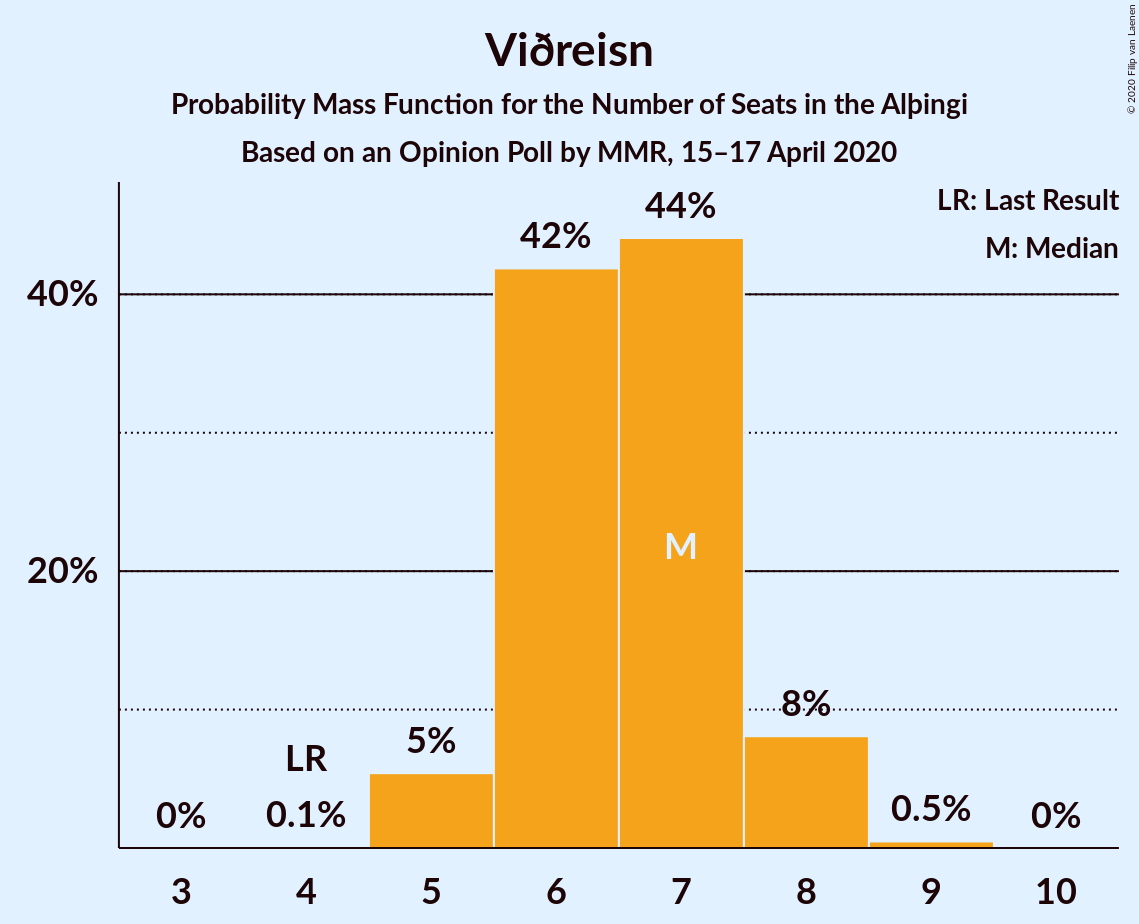 Viðreisn
Probability Mass Function for the Number of Seats in the Alþingi
Based on an Opinion Poll by MMR, 15–17 April 2020
© 2020 Filip van Laenen
LR: Last Result
M: Median
40%
20%
0%
LR
0.1%
5%
42%
44%
M
8%
0.5%
0%
3 4 5 6 7 8 9 10